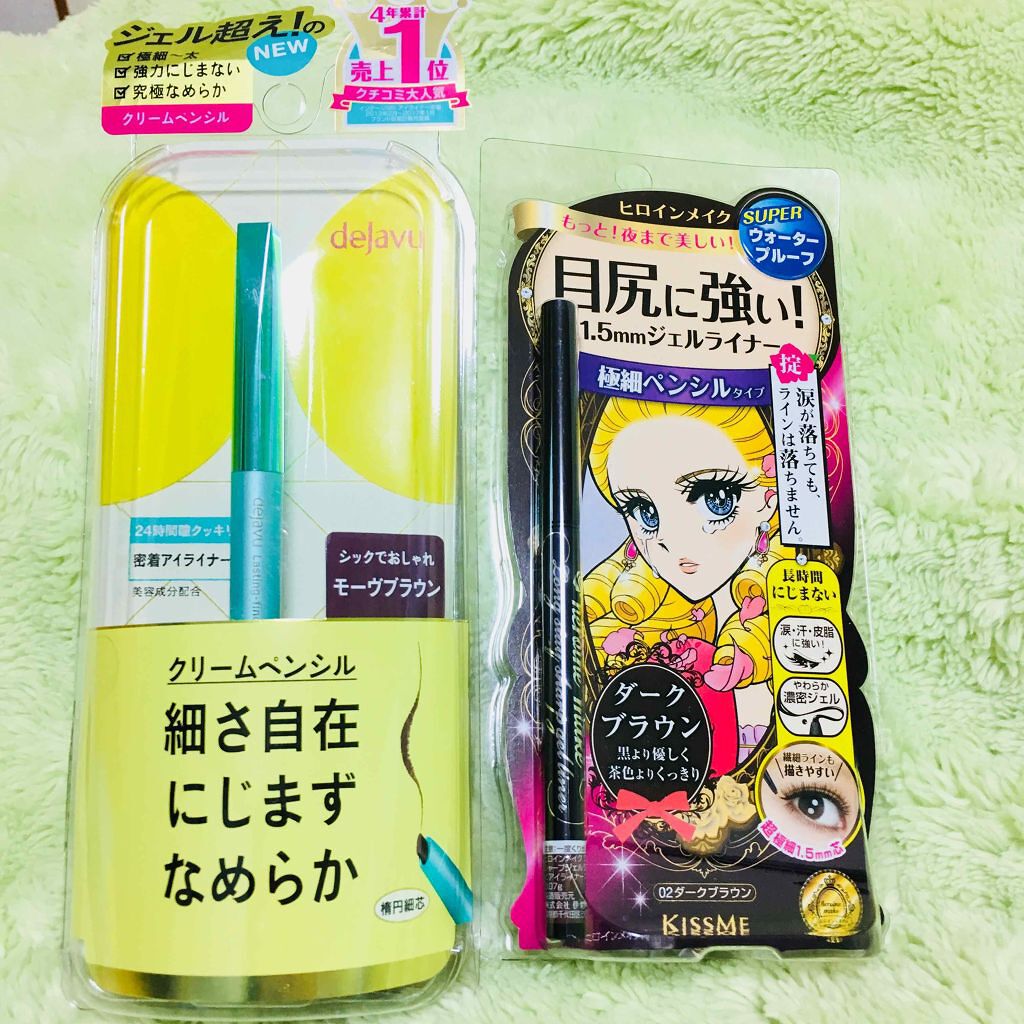 ジェル超え!の
NEW
極細～太
強力にじまない
究極なめらか
クリームペンシル
4年累計
売上1位
クチコミ大人気
dejavu
24時間瞳クッキリ
密着アイライナー
美容成分配合
シックでおしゃれ
モーヴブラウン
dejavu Lasting-fine
クリームペンシル
細さ自在
にじまず
なめらか
楕円細芯
ヒロインメイク
もっと!夜まで美しい!
SUPER
ウォーター
プルーフ
目尻に強い!
1.5mmジェルライナー
極細ペンシルタイプ
掟
涙が落ちても、
ラインは落ちません。
長時間
にじまない
涙・汗・皮脂
に強い!
やわらか
濃密ジェル
繊細ラインも
描きやすい
超極細1.5mm芯
ダーク
ブラウン
黒より優しく
茶色よりくっきり
02ダークブラウン
KISSME